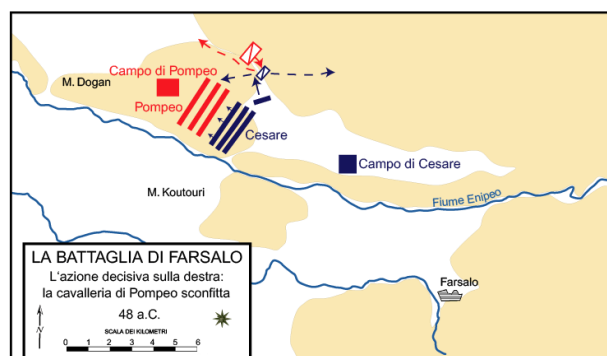 M. Dogan
Campo di Pompeo
Pompeo
Cesare
Campo di Cesare
M. Koutouri
Fiume Enipeo
Farsalo
LA BATTAGLIA DI FARSALO
L'azione decisiva sulla destra:
la cavalleria di Pompeo sconfitta
48 a.C.
N
SCALA DEI KILOMETRI
0 1 2 3 4 5 6